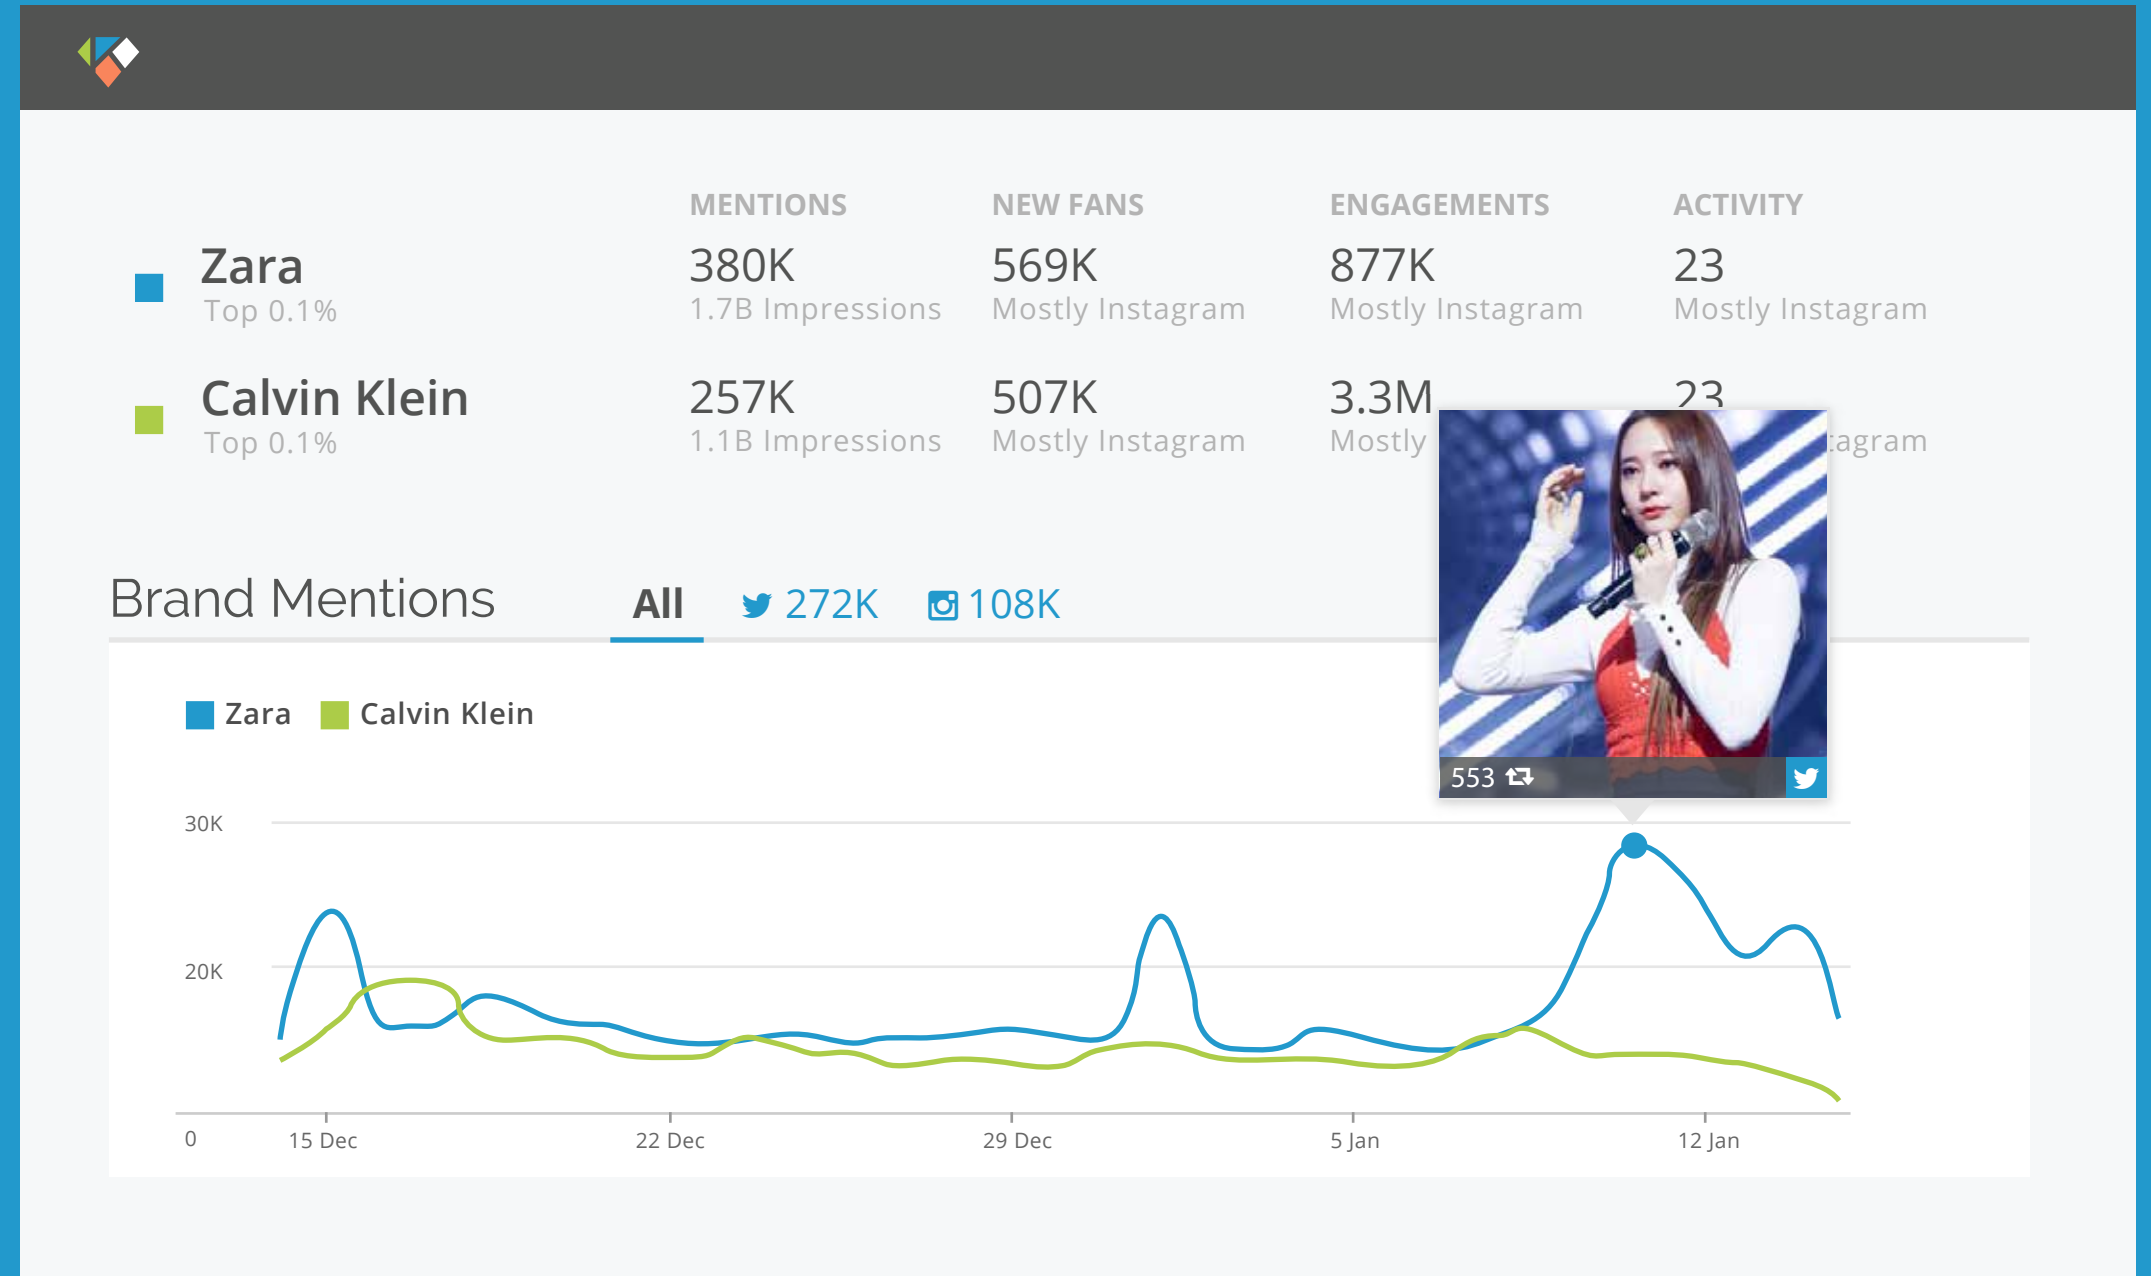 MENTIONS NEW FANS ENGAGEMENTS ACTIVITY
Zara 380K 569K 877K 23
Top 0.1% 1.7B Impressions Mostly Instagram Mostly Instagram Mostly Instagram
Calvin Klein 257K 507K 3.3M 23
Top 0.1% 1.1B Impressions Mostly Instagram Mostly
Brand Mentions All 272K 108K
Zara Calvin Klein
553
30K
20K
0 15 Dec 22 Dec 29 Dec 5 Jan 12 Jan